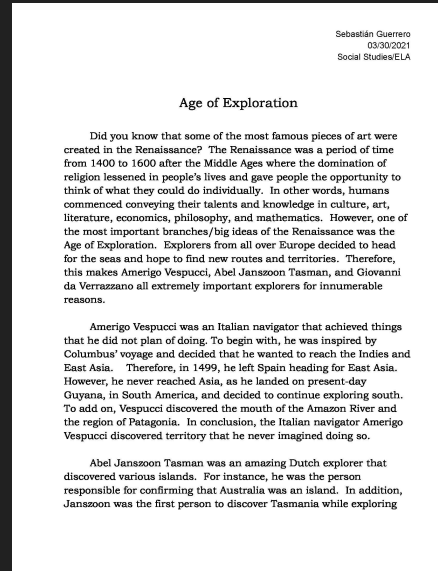 Sebastián Guerrero
03/30/2021
Social Studies/ELA
Age of Exploration
Did you know that some of the most famous pieces of art were
created in the Renaissance? The Renaissance was a period of time
from 1400 to 1600 after the Middle Ages where the domination of
religion lessened in people's lives and gave people the opportunity to
think of what they could do individually. In other words, humans
commenced conveying their talents and knowledge in culture, art,
literature, economics, philosophy, and mathematics. However, one of
the most important branches/big ideas of the Renaissance was the
Age of Exploration. Explorers from all over Europe decided to head
for the seas and hope to find new routes and territories. Therefore,
this makes Amerigo Vespucci, Abel Janszoon Tasman, and Giovanni
da Verrazzano all extremely important explorers for innumerable
reasons.
Amerigo Vespucci was an Italian navigator that achieved things
that he did not plan of doing. To begin with, he was inspired by
Columbus' voyage and decided that he wanted to reach the Indies and
East Asia. Therefore, in 1499, he left Spain heading for East Asia.
However, he never reached Asia, as he landed on present-day
Guyana, in South America, and decided to continue exploring south.
To add on, Vespucci discovered the mouth of the Amazon River and
the region of Patagonia. In conclusion, the Italian navigator Amerigo
Vespucci discovered territory that he never imagined doing so.
Abel Janszoon Tasman was an amazing Dutch explorer that
discovered various islands. For instance, he was the person
responsible for confirming that Australia was an island. In addition,
Janszoon was the first person to discover Tasmania while exploring